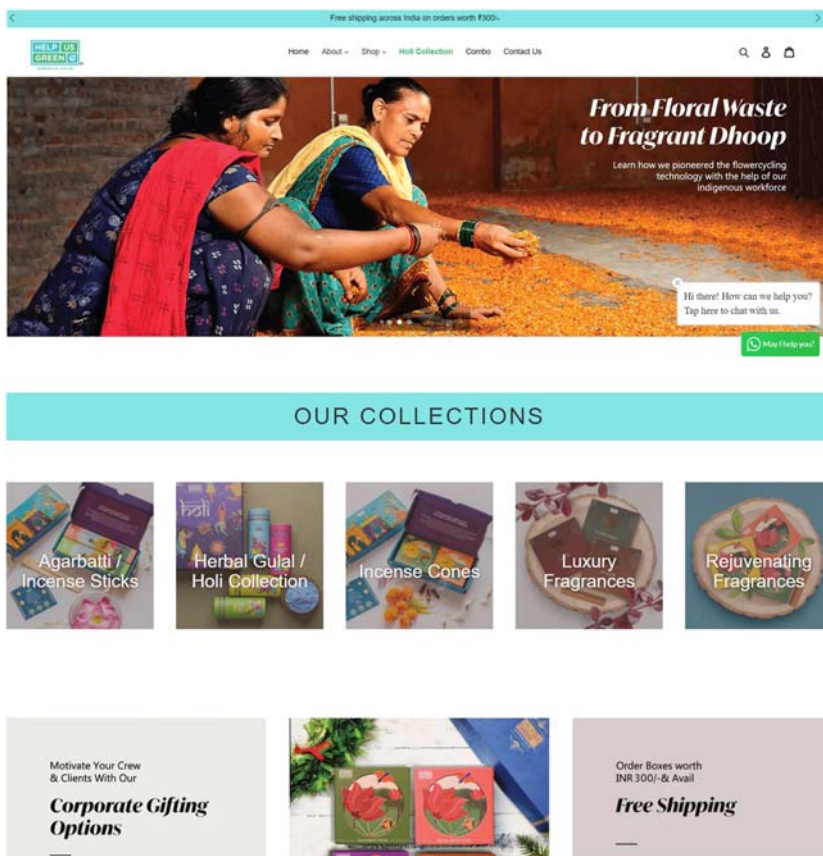 Free shipping across India on orders worth ₹300/-
HELP US
GREEN
Home About Shop Holi Collection Combo Contact Us
From Floral Waste
to Fragrant Dhoop
Learn how we pioneered the flowercycling
technology with the help of our
indigenous workforce
Hi there! How can we help you?
Tap here to chat with us.
May I help you?
OUR COLLECTIONS
Agarbatti /
Incense Sticks
Herbal Gulal /
Holi Collection
Incense Cones
Luxury
Fragrances
Rejuvenating
Fragrances
holi
Motivate Your Crew
& Clients With Our
Corporate Gifting
Options
Order Boxes worth
INR 300/-& Avail
Free Shipping